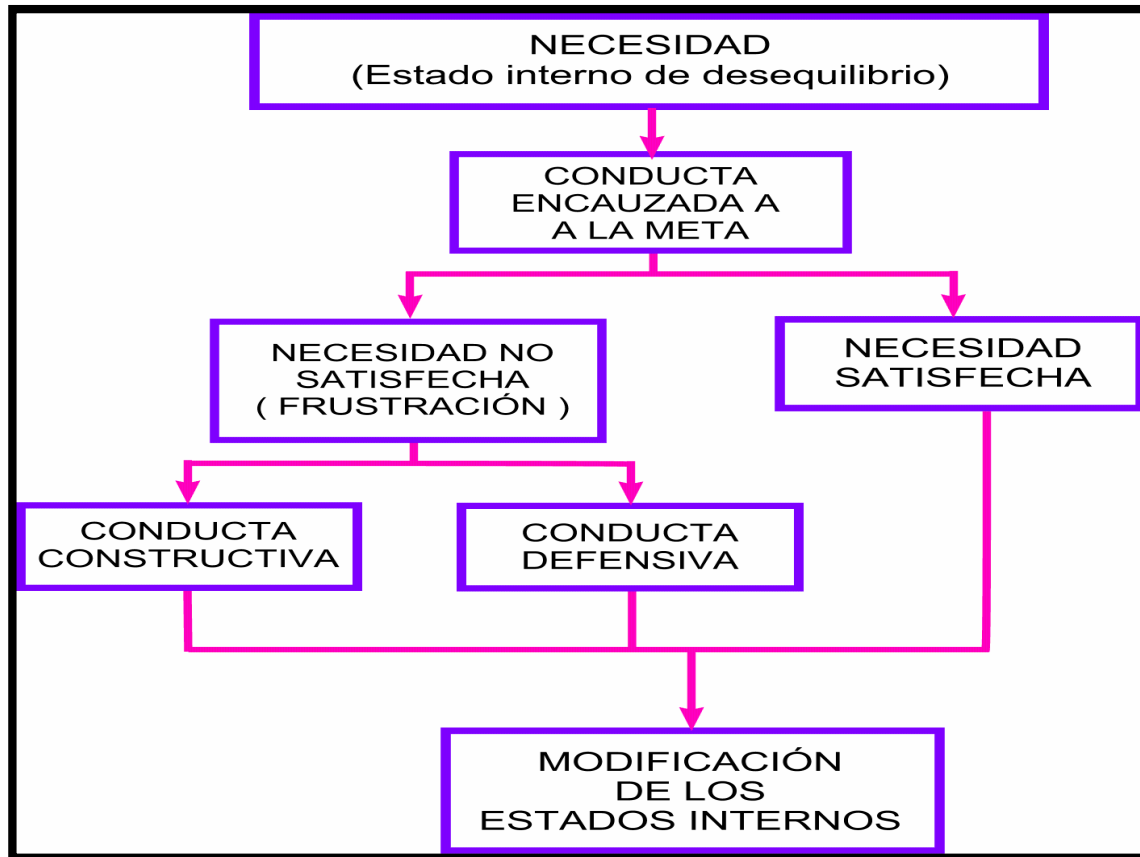 NECESIDAD
(Estado interno de desequilibrio)
CONDUCTA
ENCAUZADA A
A LA META
NECESIDAD NO
SATISFECHA
( FRUSTRACIÓN )
NECESIDAD
SATISFECHA
CONDUCTA
CONSTRUCTIVA
CONDUCTA
DEFENSIVA
MODIFICACIÓN
DE LOS
ESTADOS INTERNOS